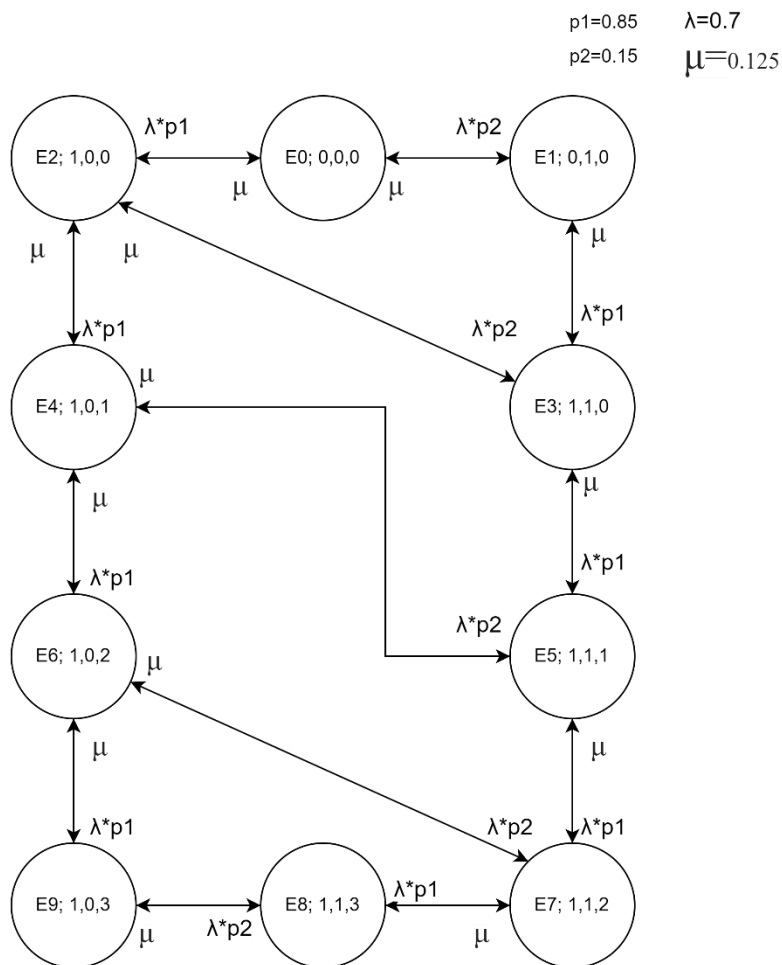 p1=0.85 λ=0.7
p2=0.15 μ=0.125
λ*p1 λ*p2
E2; 1,0,0 E0; 0,0,0 E1; 0,1,0
μ μ
μ μ μ
λ*p1 λ*p2 λ*p1
μ
E4; 1,0,1 E3; 1,1,0
μ μ
λ*p1 λ*p1
λ*p2
E6; 1,0,2 μ E5; 1,1,1
μ μ
λ*p1 λ*p2 λ*p1
λ*p1
E9; 1,0,3 E8; 1,1,3 E7; 1,1,2
μ λ*p2 μ